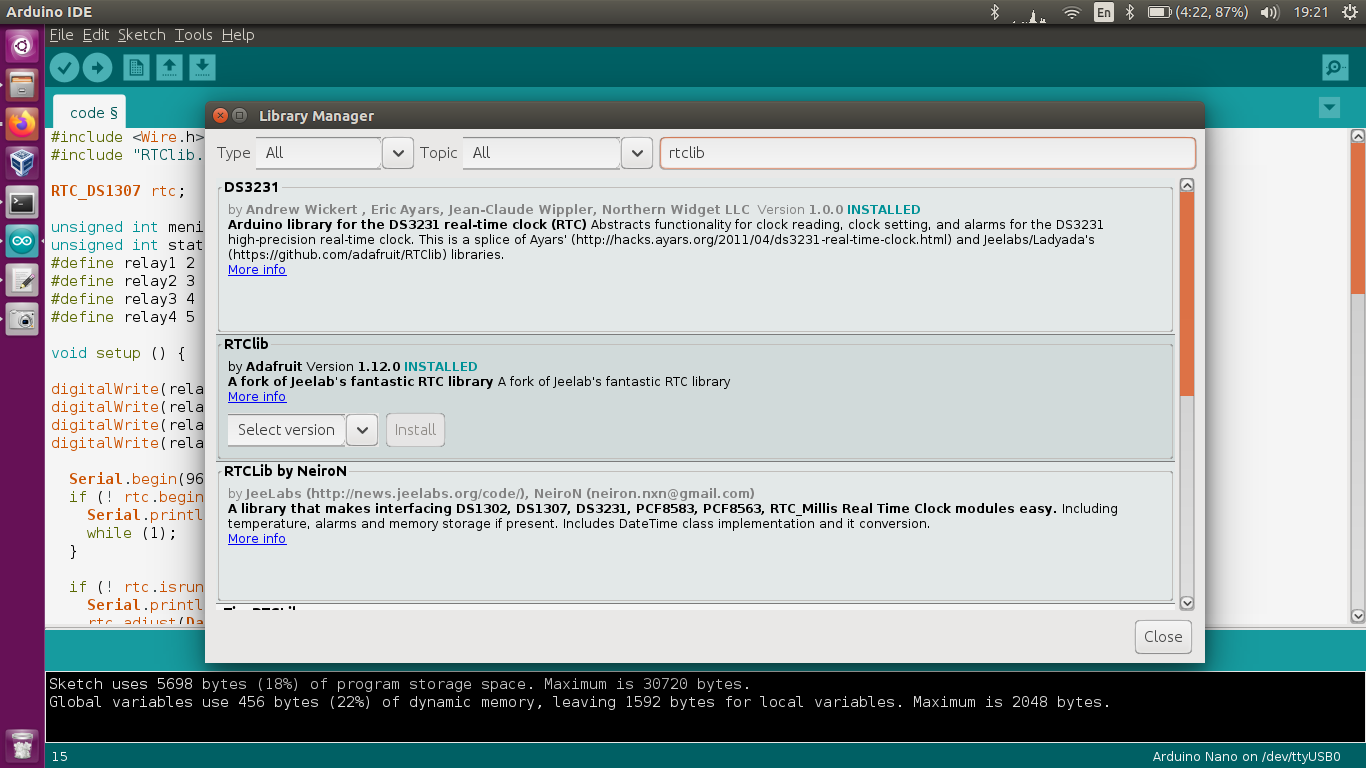 Arduino IDE
En
(4:22, 87%)
19:21
File Edit Sketch Tools Help
code §
Library Manager
#include <Wire.h>
#include "RTClib.
RTC_DS1307 rtc;
unsigned int meni
unsigned int stat
#define relay1 2
#define relay2 3
#define relay3 4
#define relay4 5
void setup () {
digitalWrite(rela
digitalWrite(rela
digitalWrite(rela
digitalWrite(rela
Serial.begin(96
if (! rtc.begin
Serial.printl
while (1);
}
if (! rtc.isrun
Serial.printl
rtc.adjust(Da
Type All Topic All rtclib
DS3231
by Andrew Wickert , Eric Ayars, Jean-Claude Wippler, Northern Widget LLC Version 1.0.0 INSTALLED
Arduino library for the DS3231 real-time clock (RTC) Abstracts functionality for clock reading, clock setting, and alarms for the DS3231
high-precision real-time clock. This is a splice of Ayars' (http://hacks.ayars.org/2011/04/ds3231-real-time-clock.html) and Jeelabs/Ladyada's
(https://github.com/adafruit/RTClib) libraries.
More info
RTClib
by Adafruit Version 1.12.0 INSTALLED
A fork of Jeelab's fantastic RTC library A fork of Jeelab's fantastic RTC library
More info
Select version Install
RTCLib by NeiroN
by JeeLabs (http://news.jeelabs.org/code/), NeiroN (neiron.nxn@gmail.com)
A library that makes interfacing DS1302, DS1307, DS3231, PCF8583, PCF8563, RTC_Millis Real Time Clock modules easy. Including
temperature, alarms and memory storage if present. Includes DateTime class implementation and it conversion.
More info
Close
Sketch uses 5698 bytes (18%) of program storage space. Maximum is 30720 bytes.
Global variables use 456 bytes (22%) of dynamic memory, leaving 1592 bytes for local variables. Maximum is 2048 bytes.
15
Arduino Nano on /dev/ttyUSB0